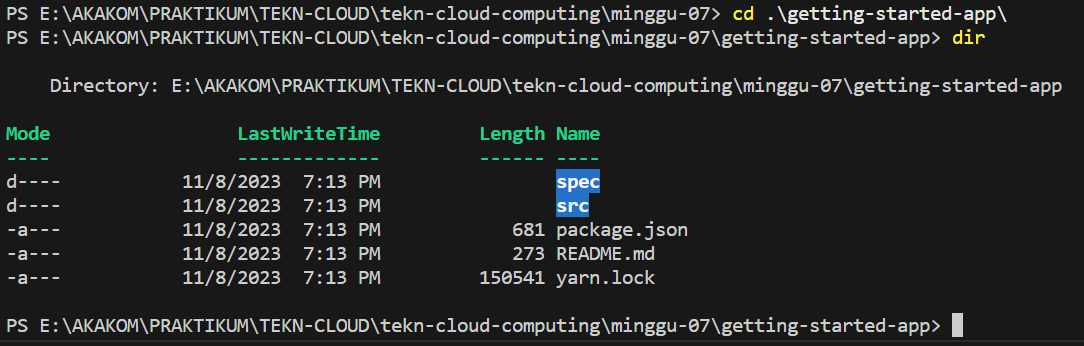 PS E:\AKAKOM\PRAKTIKUM\TEKN-CLOUD\tekn-cloud-computing\minggu-07> cd .\getting-started-app\
PS E:\AKAKOM\PRAKTIKUM\TEKN-CLOUD\tekn-cloud-computing\minggu-07\getting-started-app> dir
Directory: E:\AKAKOM\PRAKTIKUM\TEKN-CLOUD\tekn-cloud-computing\minggu-07\getting-started-app
Mode                 LastWriteTime         Length Name
----                 -------------         ------ ----
d----           11/8/2023  7:13 PM                spec
d----           11/8/2023  7:13 PM                src
-a---           11/8/2023  7:13 PM            681 package.json
-a---           11/8/2023  7:13 PM            273 README.md
-a---           11/8/2023  7:13 PM         150541 yarn.lock
PS E:\AKAKOM\PRAKTIKUM\TEKN-CLOUD\tekn-cloud-computing\minggu-07\getting-started-app>